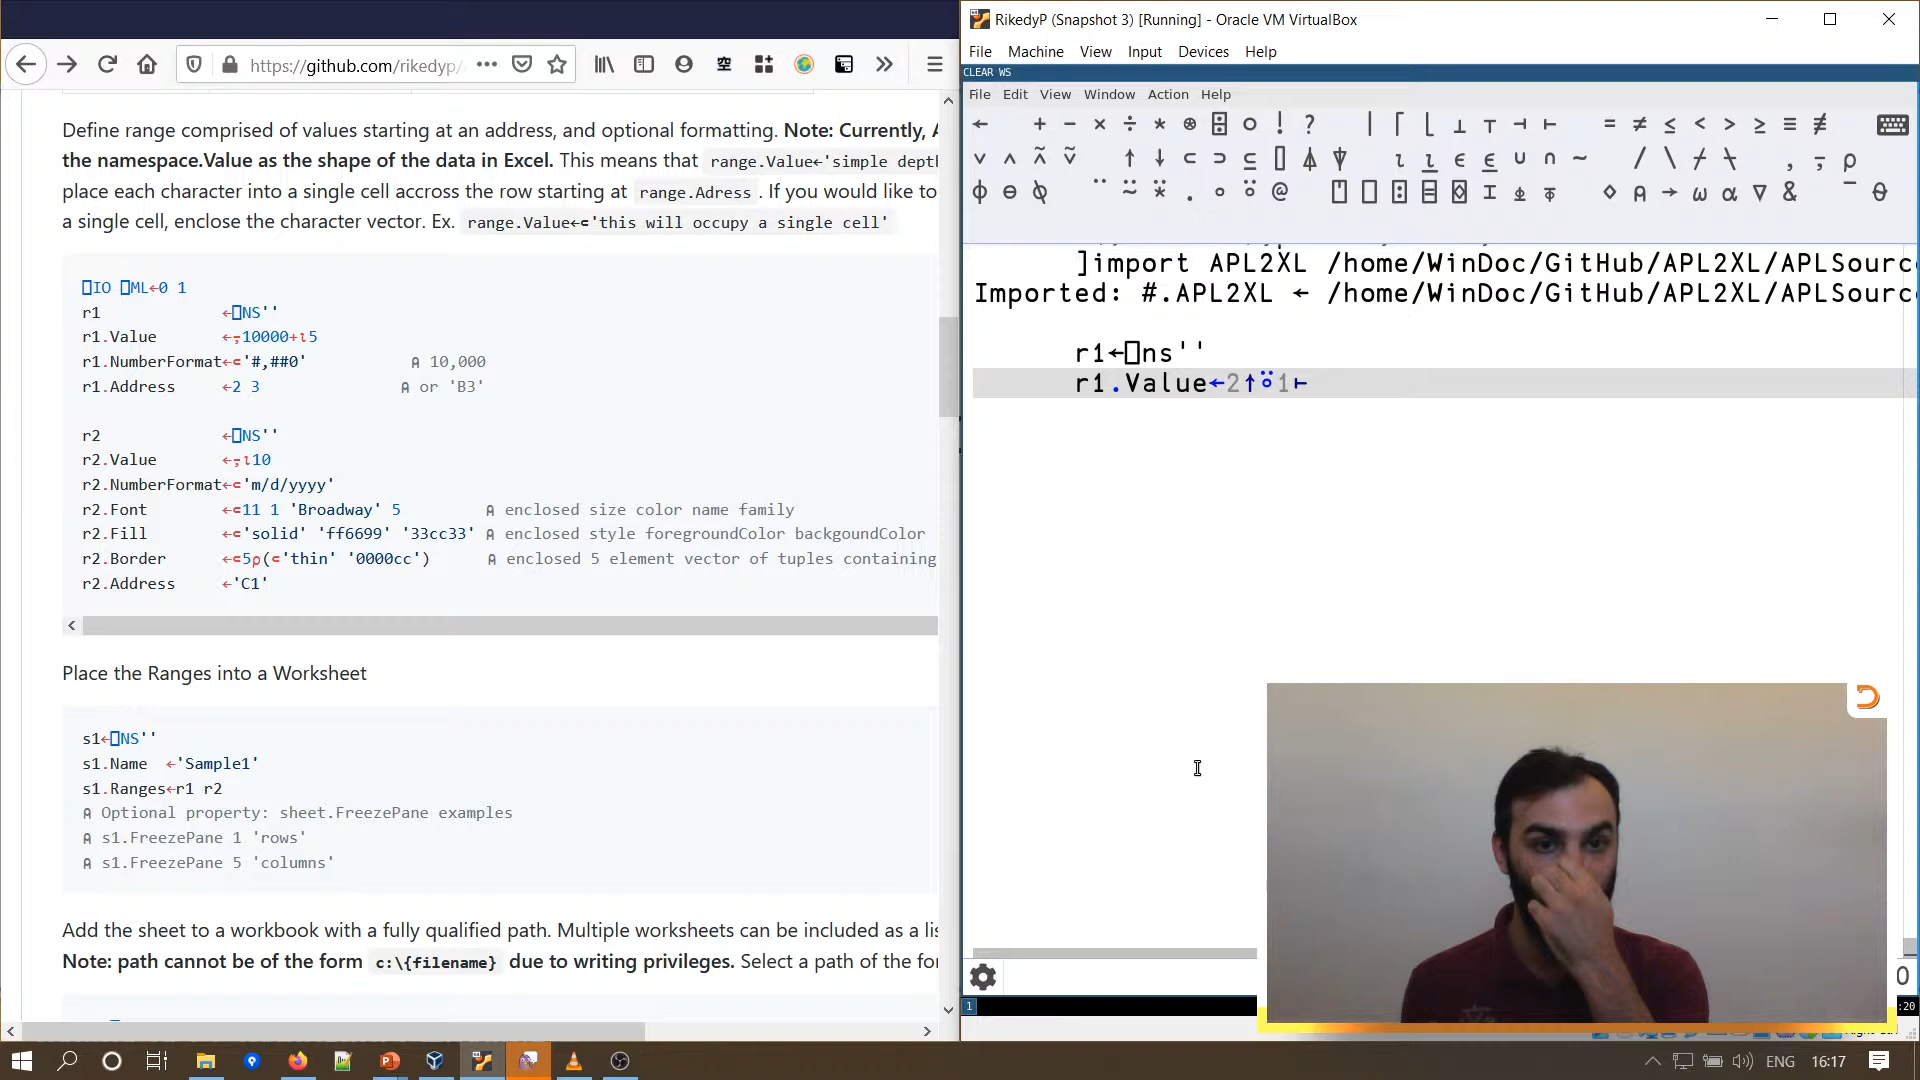 https://github.com/rikedyp/
Define range comprised of values starting at an address, and optional formatting. Note: Currently, A
the namespace.Value as the shape of the data in Excel. This means that range.Value←'simple depth
place each character into a single cell accross the row starting at range.Adress . If you would like to
a single cell, enclose the character vector. Ex. range.Value←⊂'this will occupy a single cell'
⎕IO ⎕ML←0 1
r1 ←⎕NS''
r1.Value ←⍪10000+⍳5
r1.NumberFormat←⊂'#,##0' ⍝ 10,000
r1.Address ←2 3 ⍝ or 'B3'
r2 ←⎕NS''
r2.Value ←⍪⍳10
r2.NumberFormat←⊂'m/d/yyyy'
r2.Font ←⊂11 1 'Broadway' 5 ⍝ enclosed size color name family
r2.Fill ←⊂'solid' 'ff6699' '33cc33' ⍝ enclosed style foregroundColor backgoundColor
r2.Border ←⊂5⍴(⊂'thin' '0000cc') ⍝ enclosed 5 element vector of tuples containing
r2.Address ←'C1'
Place the Ranges into a Worksheet
s1←⎕NS''
s1.Name ←'Sample1'
s1.Ranges←r1 r2
⍝ Optional property: sheet.FreezePane examples
⍝ s1.FreezePane 1 'rows'
⍝ s1.FreezePane 5 'columns'
Add the sheet to a workbook with a fully qualified path. Multiple worksheets can be included as a lis
Note: path cannot be of the form c:\{filename} due to writing privileges. Select a path of the for
RikedyP (Snapshot 3) [Running] - Oracle VM VirtualBox
File Machine View Input Devices Help
CLEAR WS
File Edit View Window Action Help
← + - × ÷ * ⍟ ⌹ ○ ! ? | ⌈ ⌊ ⊥ ⊤ ⊣ ⊢ = ≠ ≤ < > ≥ ≡ ≢
∨ ∧ ⍲ ⍱ ↑ ↓ ⊂ ⊃ ⊆ ⌷ ⍋ ⍒ ⍳ ⍸ ∊ ⍷ ∪ ∩ ~ / \ ⌿ ⍀ , ⍪ ⍴
⌽ ⊖ ⍉ ¨ ⍨ ⍣ . ∘ ⍤ @ ⍞ ⎕ ⍠ ⌸ ⌺ ⌶ ⍎ ⍕ ⋄ ⍝ → ⍵ ⍺ ∇ & ¯ ⍬
]import APL2XL /home/WinDoc/GitHub/APL2XL/APLSourc
Imported: #.APL2XL ← /home/WinDoc/GitHub/APL2XL/APLSourc
r1←⎕ns''
r1.Value←2↑⍤1⊢
1
:20
ENG
16:17